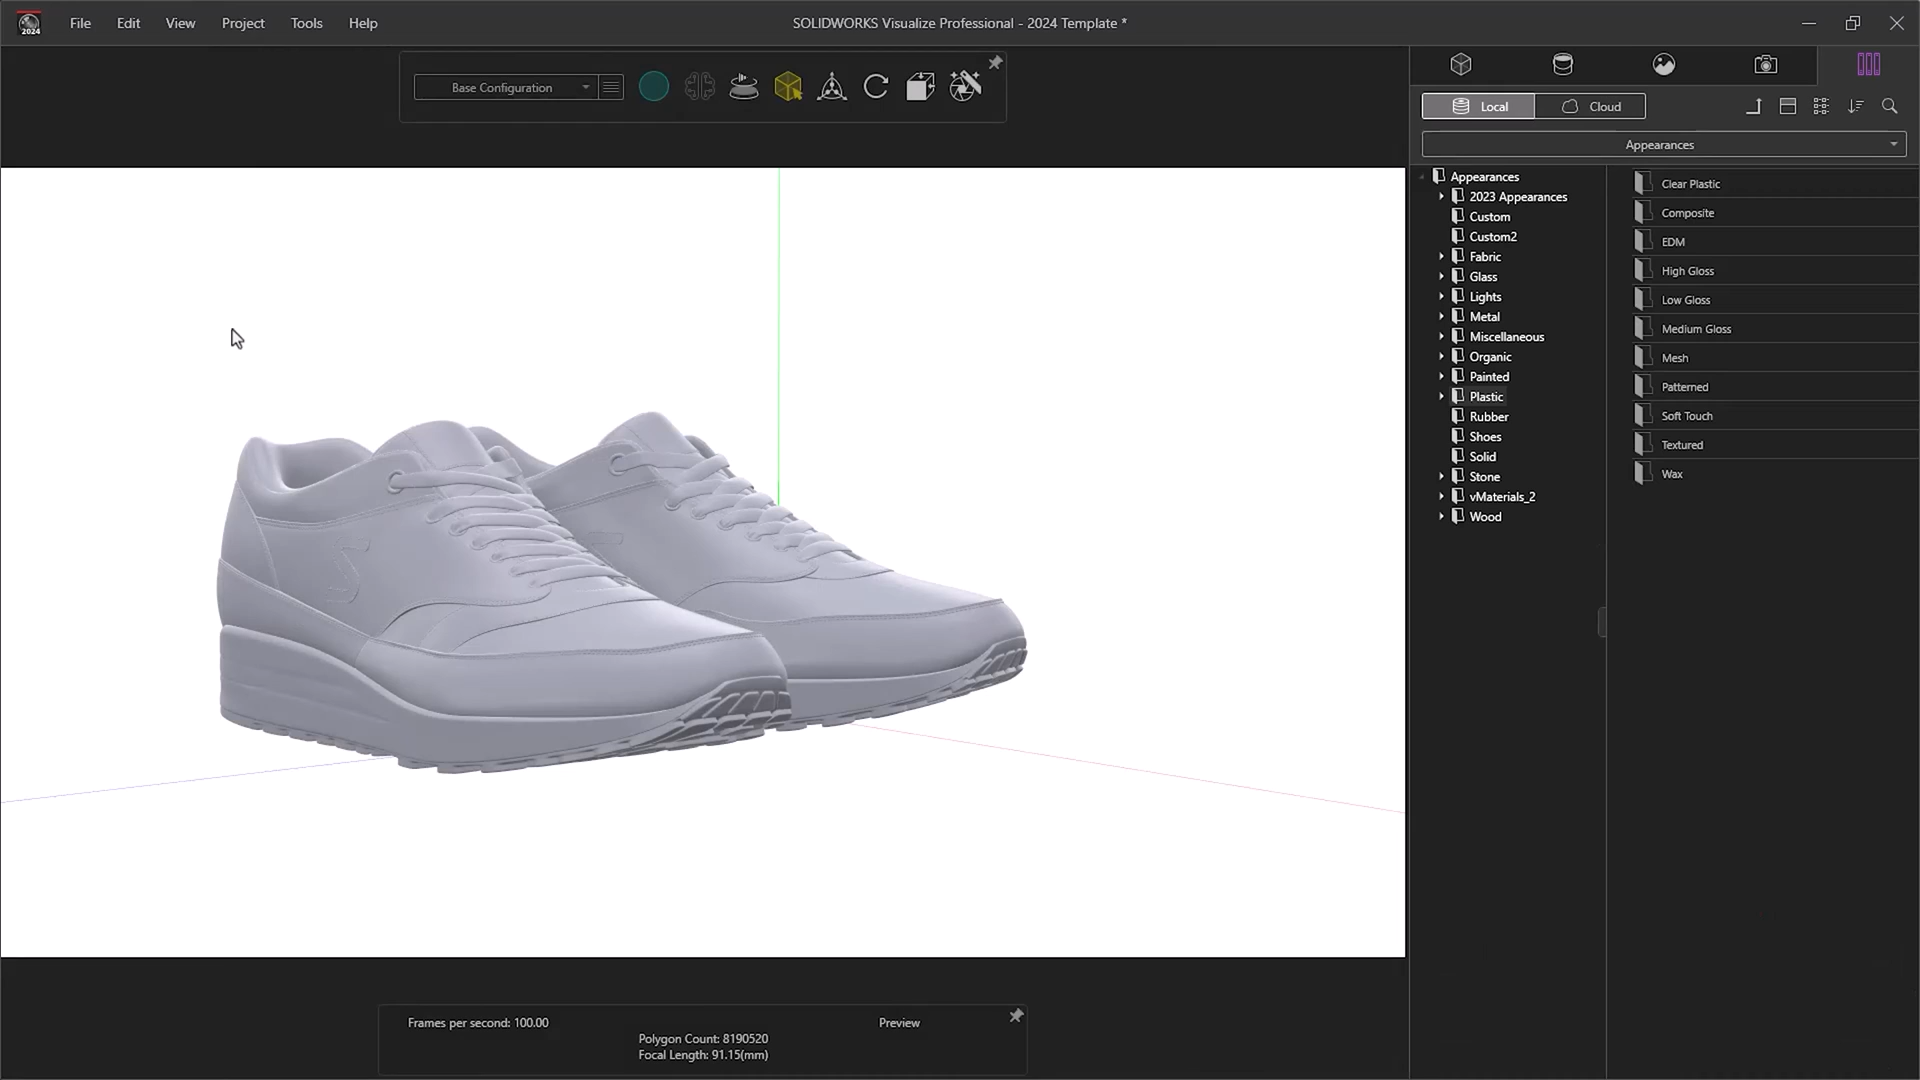 2024
File Edit View Project Tools Help
SOLIDWORKS Visualize Professional - 2024 Template *
Base Configuration
Local Cloud
Appearances
Appearances
2023 Appearances
Custom
Custom2
Fabric
Glass
Lights
Metal
Miscellaneous
Organic
Painted
Plastic
Rubber
Shoes
Solid
Stone
vMaterials_2
Wood
Clear Plastic
Composite
EDM
High Gloss
Low Gloss
Medium Gloss
Mesh
Patterned
Soft Touch
Textured
Wax
Frames per second: 100.00
Preview
Polygon Count: 8190520
Focal Length: 91.15(mm)